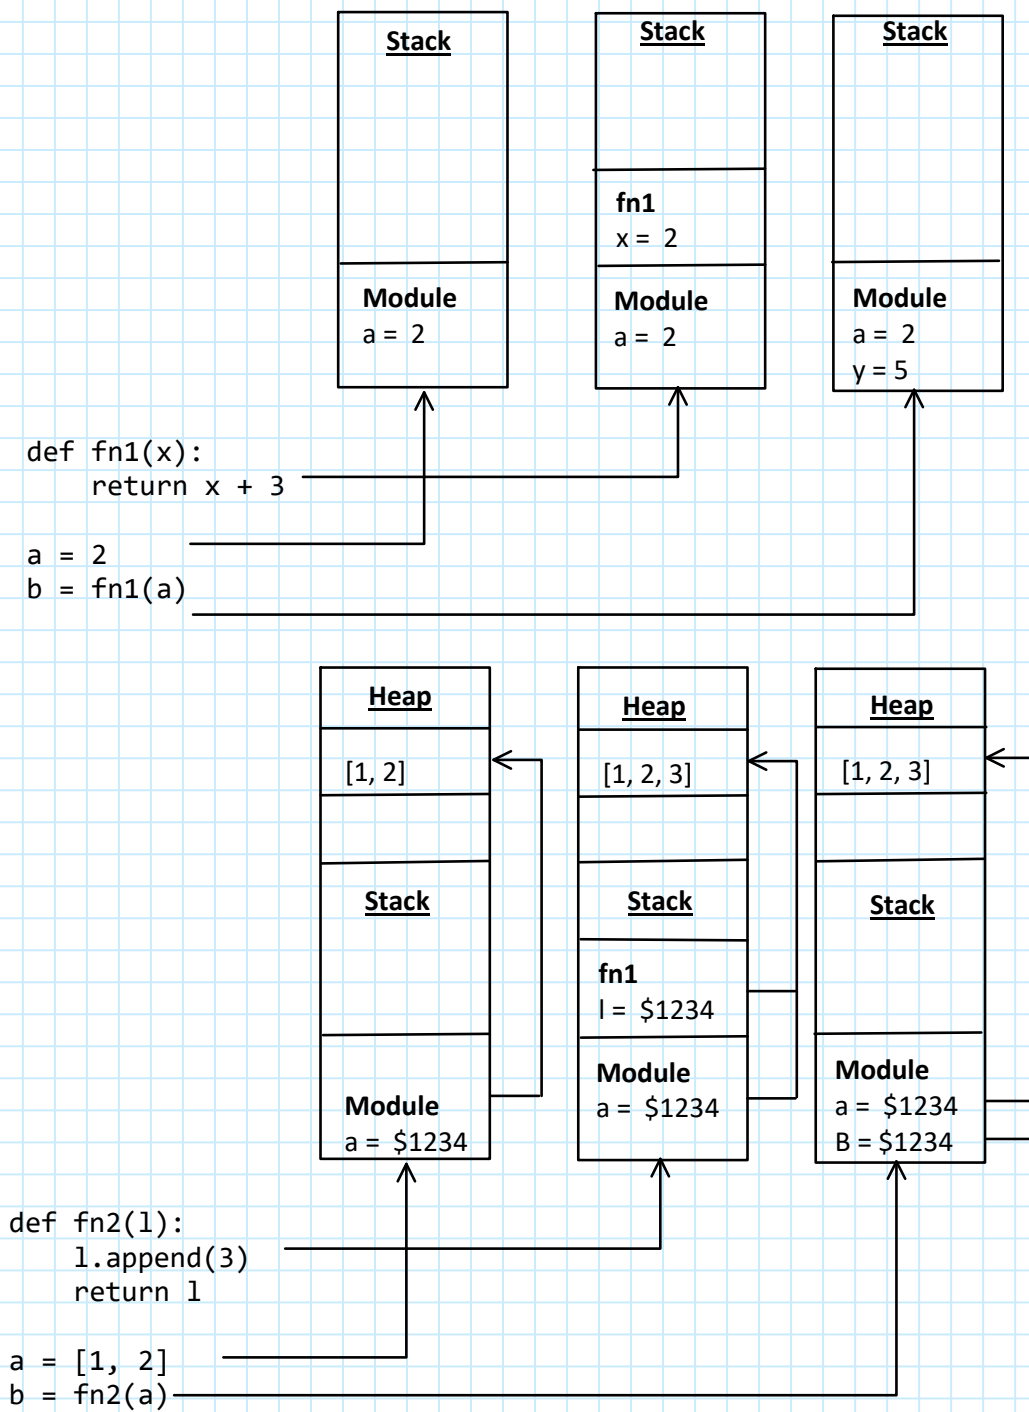 Stack
Stack
Stack
fn1
x = 2
Module
a = 2
Module
a = 2
Module
a = 2
y = 5
def fn1(x):
    return x + 3
a = 2
b = fn1(a)
Heap
[1, 2]
Stack
Module
a = $1234
Heap
[1, 2, 3]
Stack
fn1
l = $1234
Module
a = $1234
Heap
[1, 2, 3]
Stack
Module
a = $1234
B = $1234
def fn2(l):
    l.append(3)
    return l
a = [1, 2]
b = fn2(a)